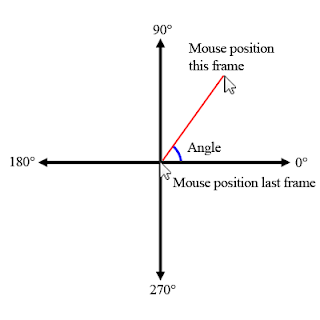 90°
Mouse position
this frame
Angle
180°
0°
Mouse position last frame
270°